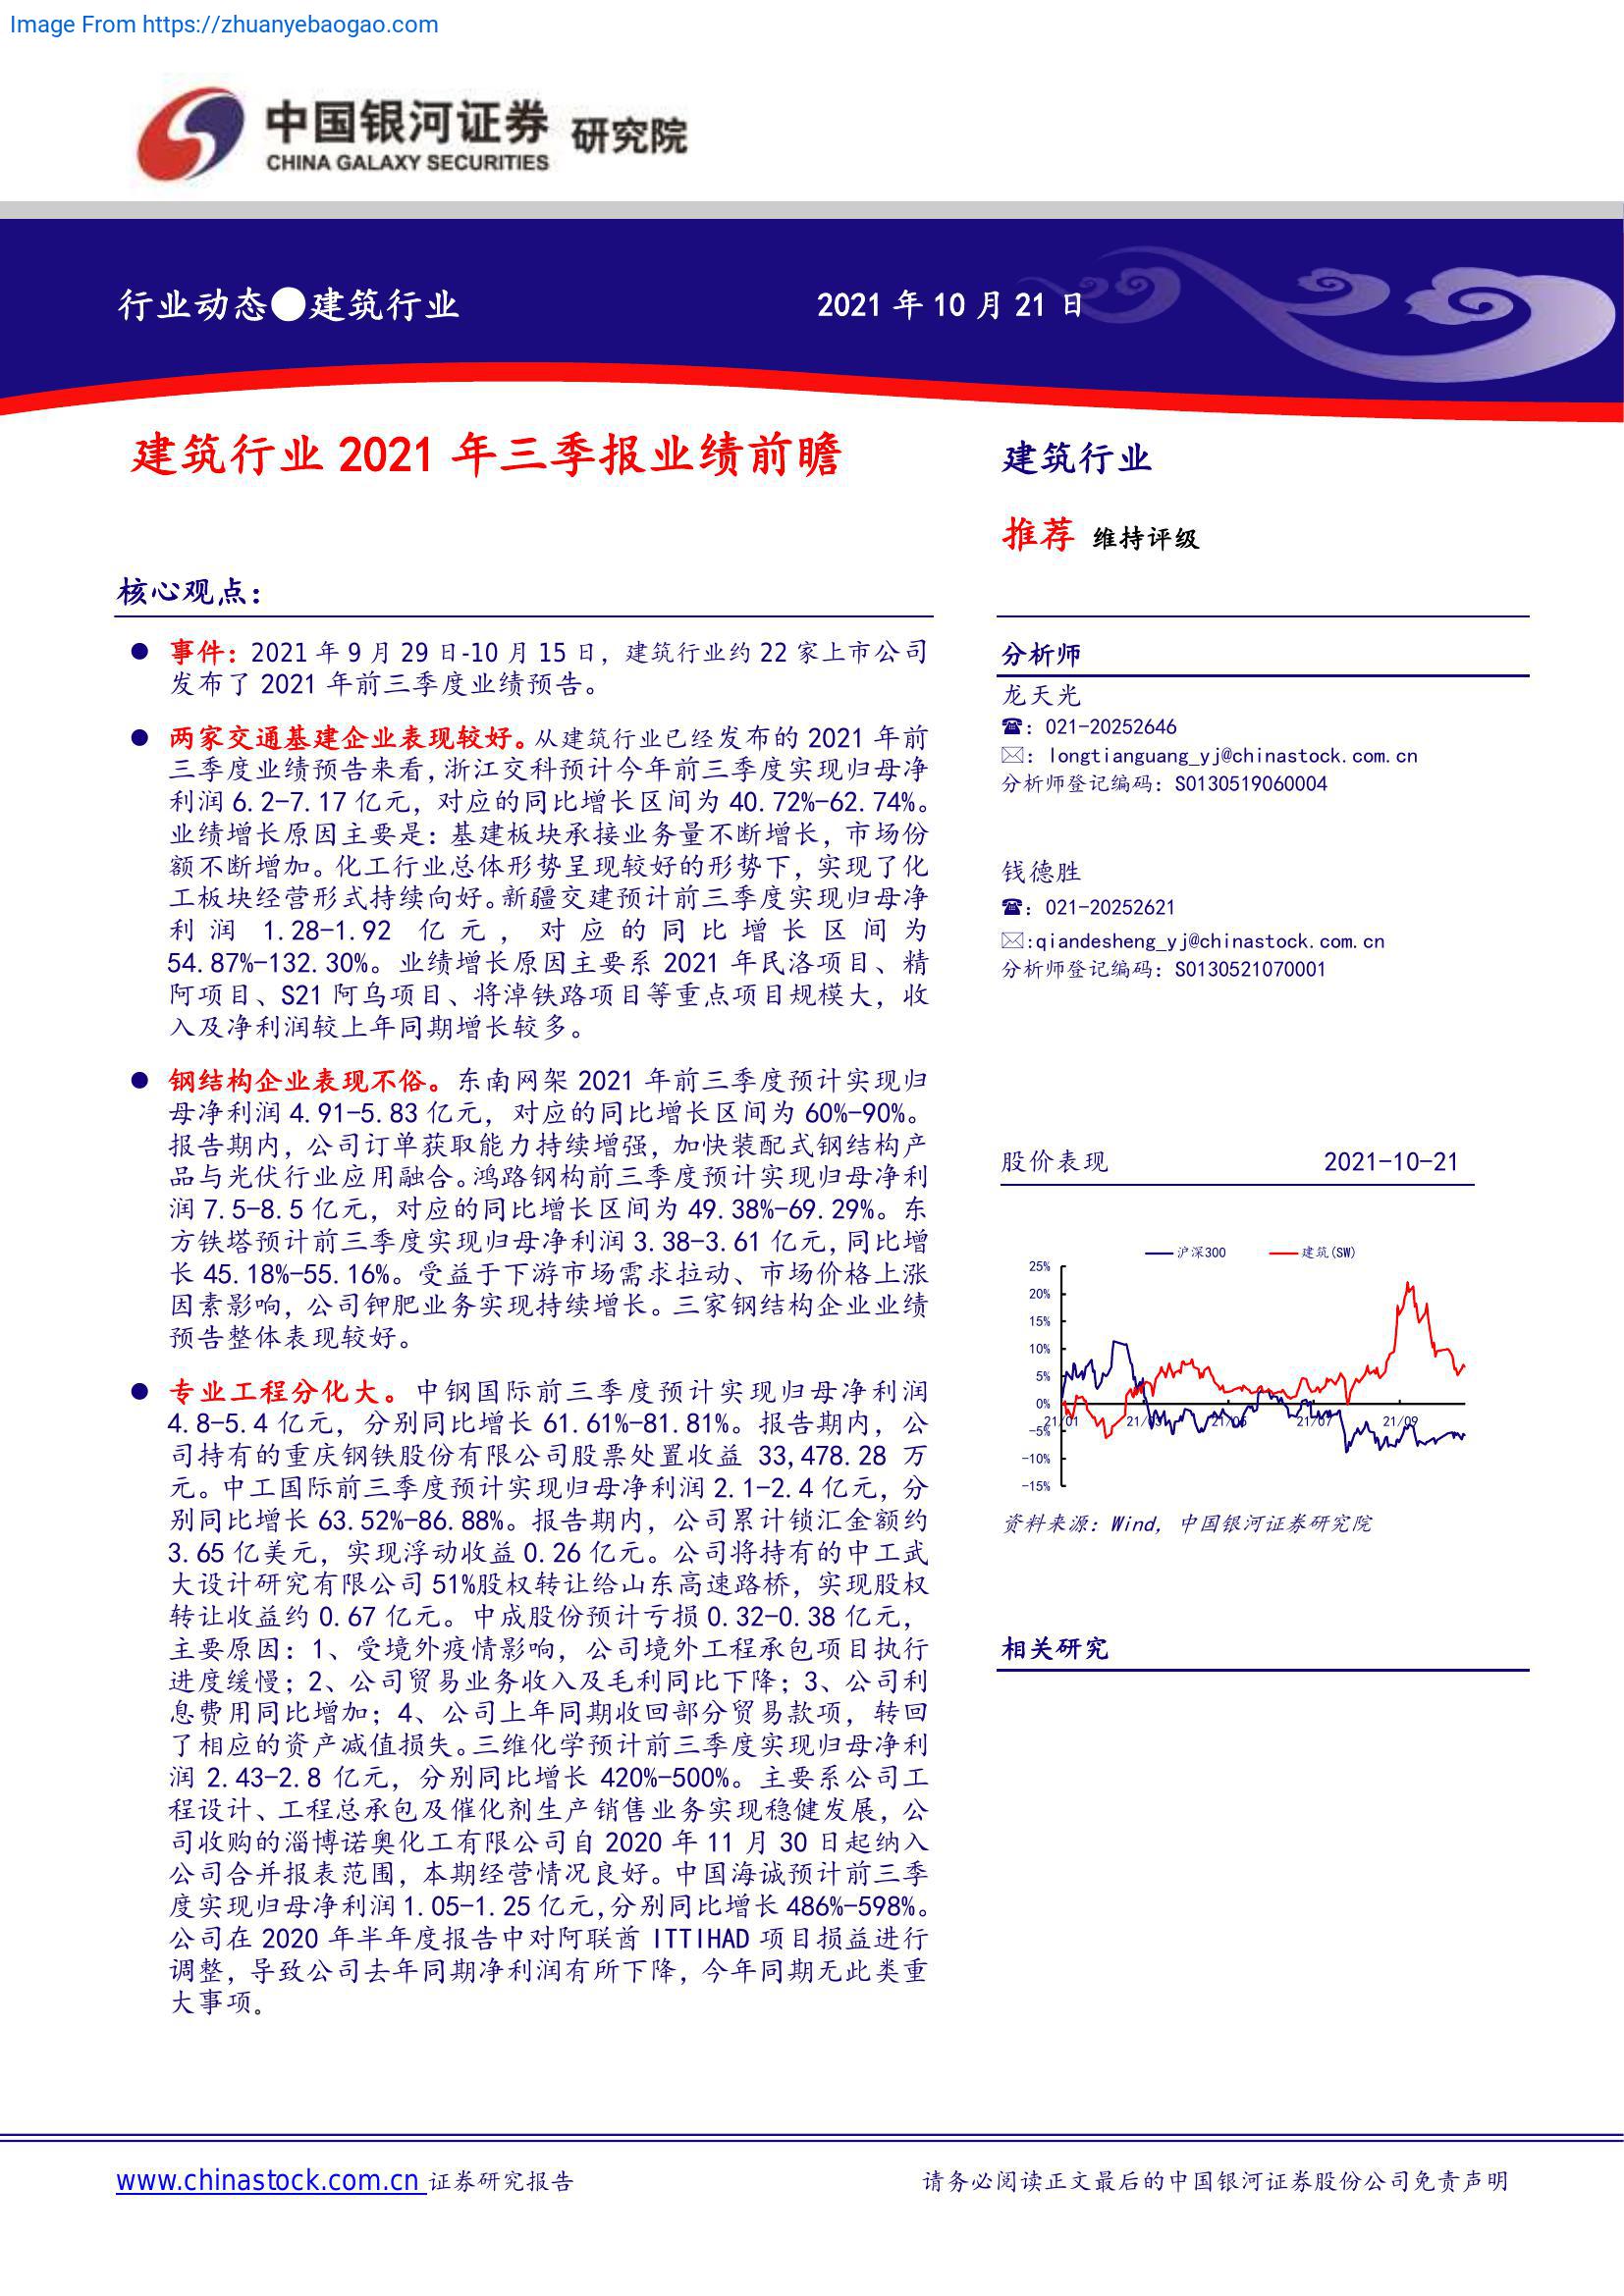 Image From https://zhuanyebaogao.com
中国银河证券 研究院
CHINA GALAXY SECURITIES
行业动态●建筑行业
2021 年 10 月 21 日
建筑行业 2021 年三季报业绩前瞻
核心观点：
● 事件：2021 年 9 月 29 日-10 月 15 日，建筑行业约 22 家上市公司
发布了 2021 年前三季度业绩预告。
● 两家交通基建企业表现较好。从建筑行业已经发布的 2021 年前
三季度业绩预告来看，浙江交科预计今年前三季度实现归母净
利润 6.2-7.17 亿元，对应的同比增长区间为 40.72%-62.74%。
业绩增长原因主要是：基建板块承接业务量不断增长，市场份
额不断增加。化工行业总体形势呈现较好的形势下，实现了化
工板块经营形式持续向好。新疆交建预计前三季度实现归母净
利润 1.28-1.92 亿元，对应的同比增长区间为
54.87%-132.30%。业绩增长原因主要系 2021 年民洛项目、精
阿项目、S21 阿乌项目、将淖铁路项目等重点项目规模大，收
入及净利润较上年同期增长较多。
● 钢结构企业表现不俗。东南网架 2021 年前三季度预计实现归
母净利润 4.91-5.83 亿元，对应的同比增长区间为 60%-90%。
报告期内，公司订单获取能力持续增强，加快装配式钢结构产
品与光伏行业应用融合。鸿路钢构前三季度预计实现归母净利
润 7.5-8.5 亿元，对应的同比增长区间为 49.38%-69.29%。东
方铁塔预计前三季度实现归母净利润 3.38-3.61 亿元，同比增
长 45.18%-55.16%。受益于下游市场需求拉动、市场价格上涨
因素影响，公司钾肥业务实现持续增长。三家钢结构企业业绩
预告整体表现较好。
● 专业工程分化大。中钢国际前三季度预计实现归母净利润
4.8-5.4 亿元，分别同比增长 61.61%-81.81%。报告期内，公
司持有的重庆钢铁股份有限公司股票处置收益 33,478.28 万
元。中工国际前三季度预计实现归母净利润 2.1-2.4 亿元，分
别同比增长 63.52%-86.88%。报告期内，公司累计锁汇金额约
3.65 亿美元，实现浮动收益 0.26 亿元。公司将持有的中工武
大设计研究有限公司 51%股权转让给山东高速路桥，实现股权
转让收益约 0.67 亿元。中成股份预计亏损 0.32-0.38 亿元，
主要原因：1、受境外疫情影响，公司境外工程承包项目执行
进度缓慢；2、公司贸易业务收入及毛利同比下降；3、公司利
息费用同比增加；4、公司上年同期收回部分贸易款项，转回
了相应的资产减值损失。三维化学预计前三季度实现归母净利
润 2.43-2.8 亿元，分别同比增长 420%-500%。主要系公司工
程设计、工程总承包及催化剂生产销售业务实现稳健发展，公
司收购的淄博诺奥化工有限公司自 2020 年 11 月 30 日起纳入
公司合并报表范围，本期经营情况良好。中国海诚预计前三季
度实现归母净利润 1.05-1.25 亿元，分别同比增长 486%-598%。
公司在 2020 年半年度报告中对阿联酋 ITTIHAD 项目损益进行
调整，导致公司去年同期净利润有所下降，今年同期无此类重
大事项。
建筑行业
推荐 维持评级
分析师
龙天光
☎：021-20252646
✉：longtianguang_yj@chinastock.com.cn
分析师登记编码：S0130519060004
钱德胜
☎：021-20252621
✉:qiandesheng_yj@chinastock.com.cn
分析师登记编码：S0130521070001
股价表现 2021-10-21
沪深300 建筑(SW)
25%
20%
15%
10%
5%
0%
-5%
-10%
-15%
21/01 21/03 21/05 21/07 21/09
资料来源：Wind，中国银河证券研究院
相关研究
www.chinastock.com.cn 证券研究报告
请务必阅读正文最后的中国银河证券股份公司免责声明